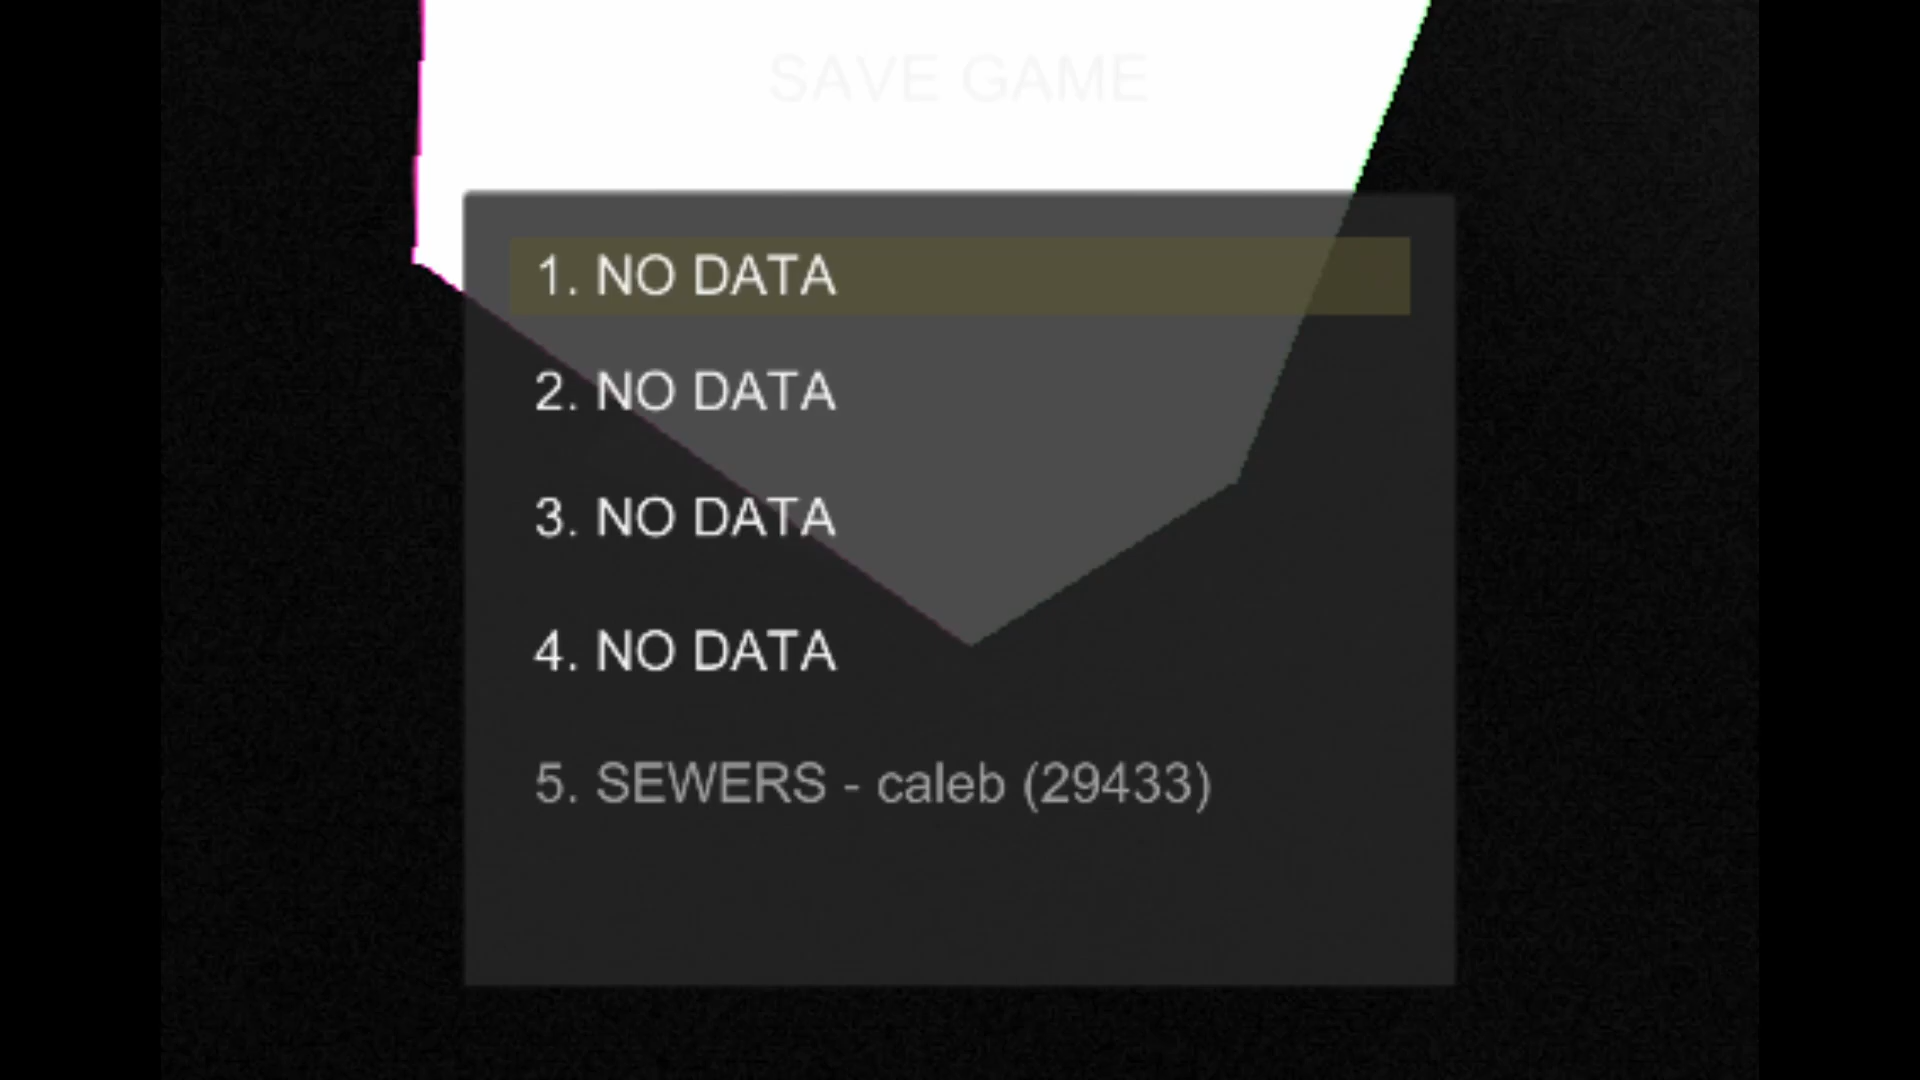 SAVE GAME
1. NO DATA
2. NO DATA
3. NO DATA
4. NO DATA
5. SEWERS - caleb (29433)